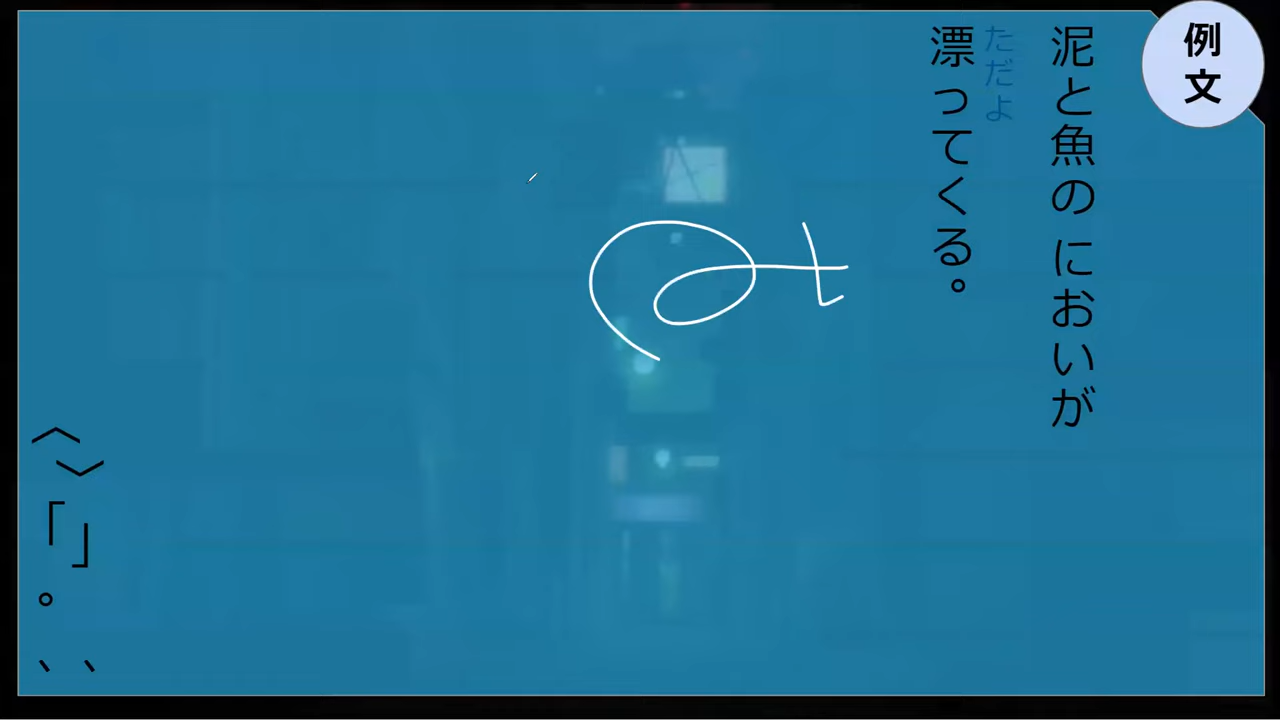 例文
泥と魚の においが
ただよ
漂ってくる。
〈〉「」。、、